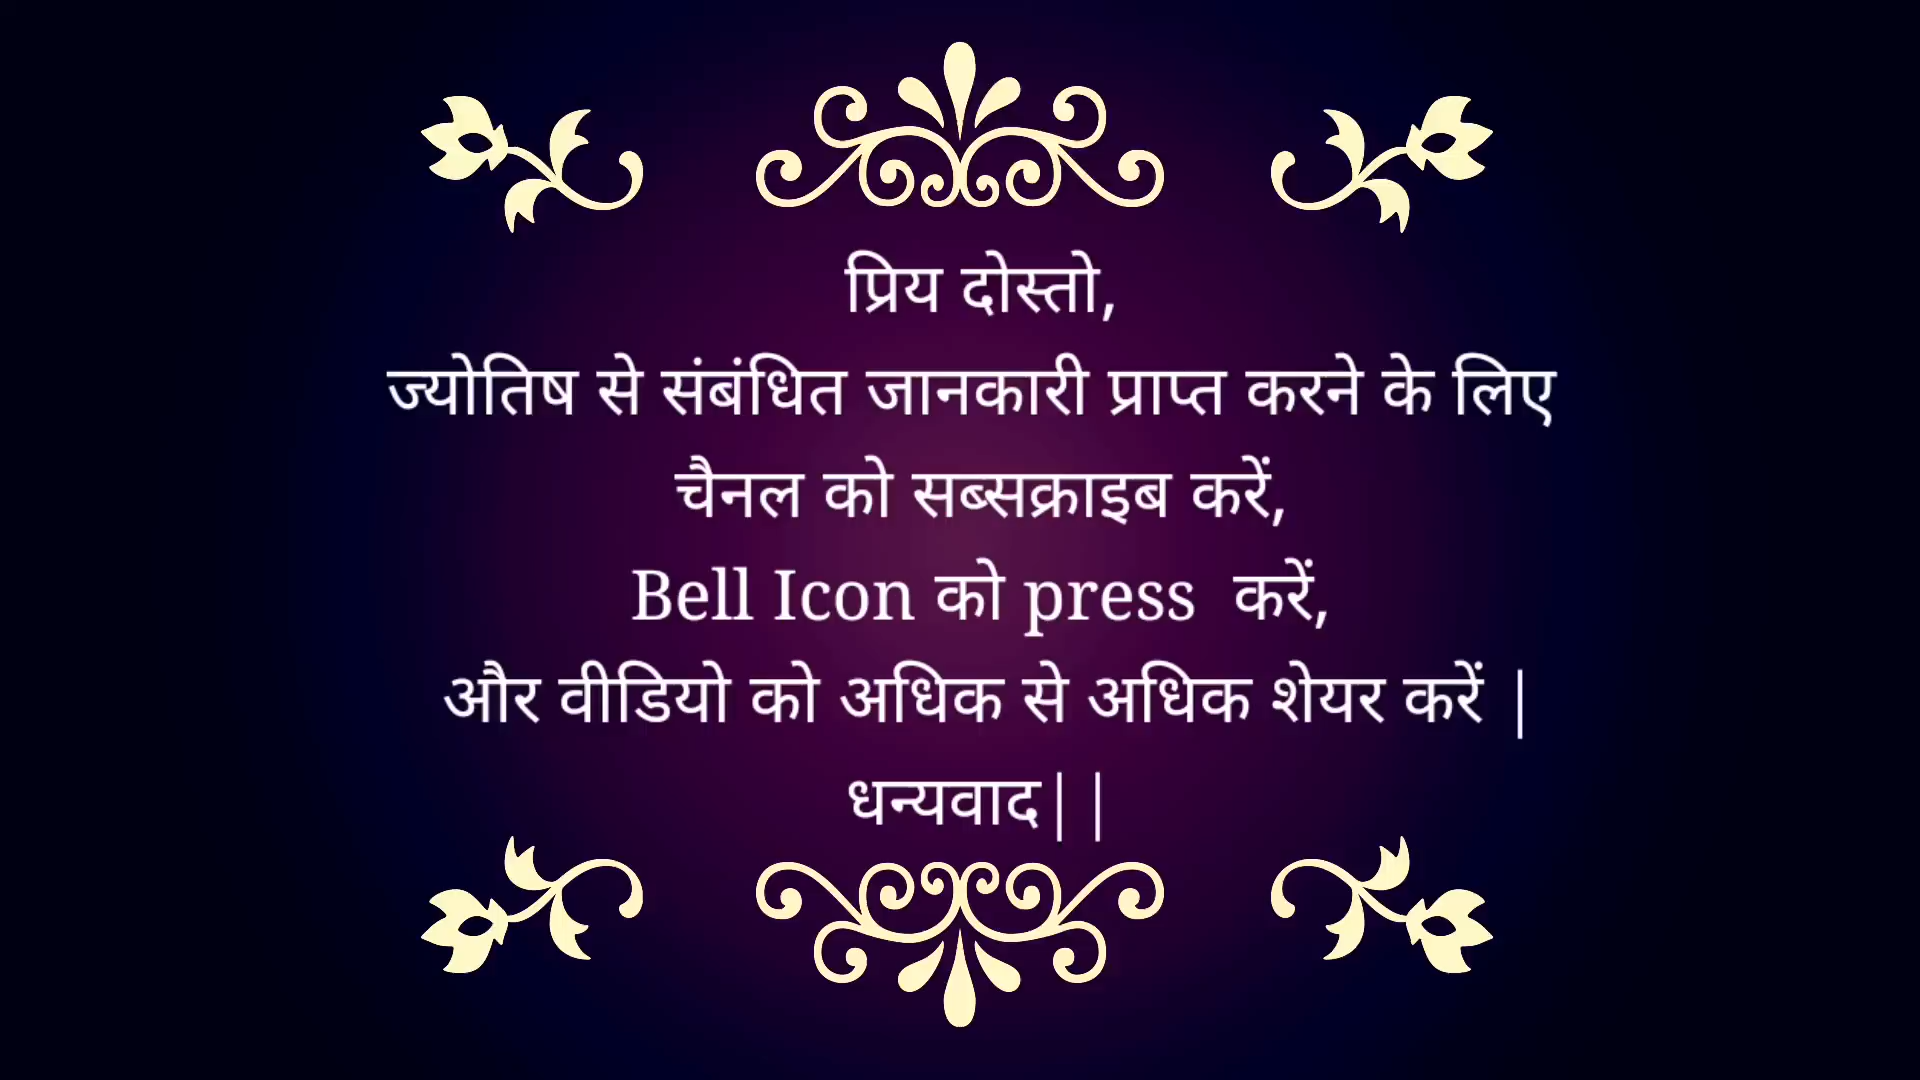 प्रिय दोस्तो,
ज्योतिष से संबंधित जानकारी प्राप्त करने के लिए
चैनल को सब्सक्राइब करें,
Bell Icon को press  करें,
और वीडियो को अधिक से अधिक शेयर करें |
धन्यवाद||